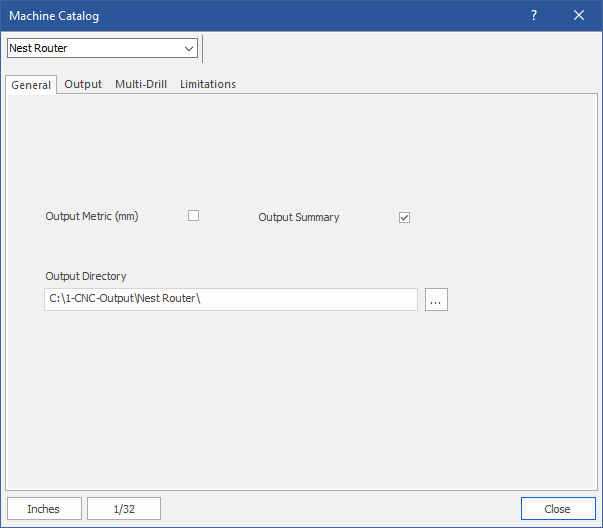 Machine Catalog ?
Nest Router
General Output Multi-Drill Limitations
Output Metric (mm) Output Summary
Output Directory
C:\1-CNC-Output\Nest Router\ ...
Inches 1/32 Close